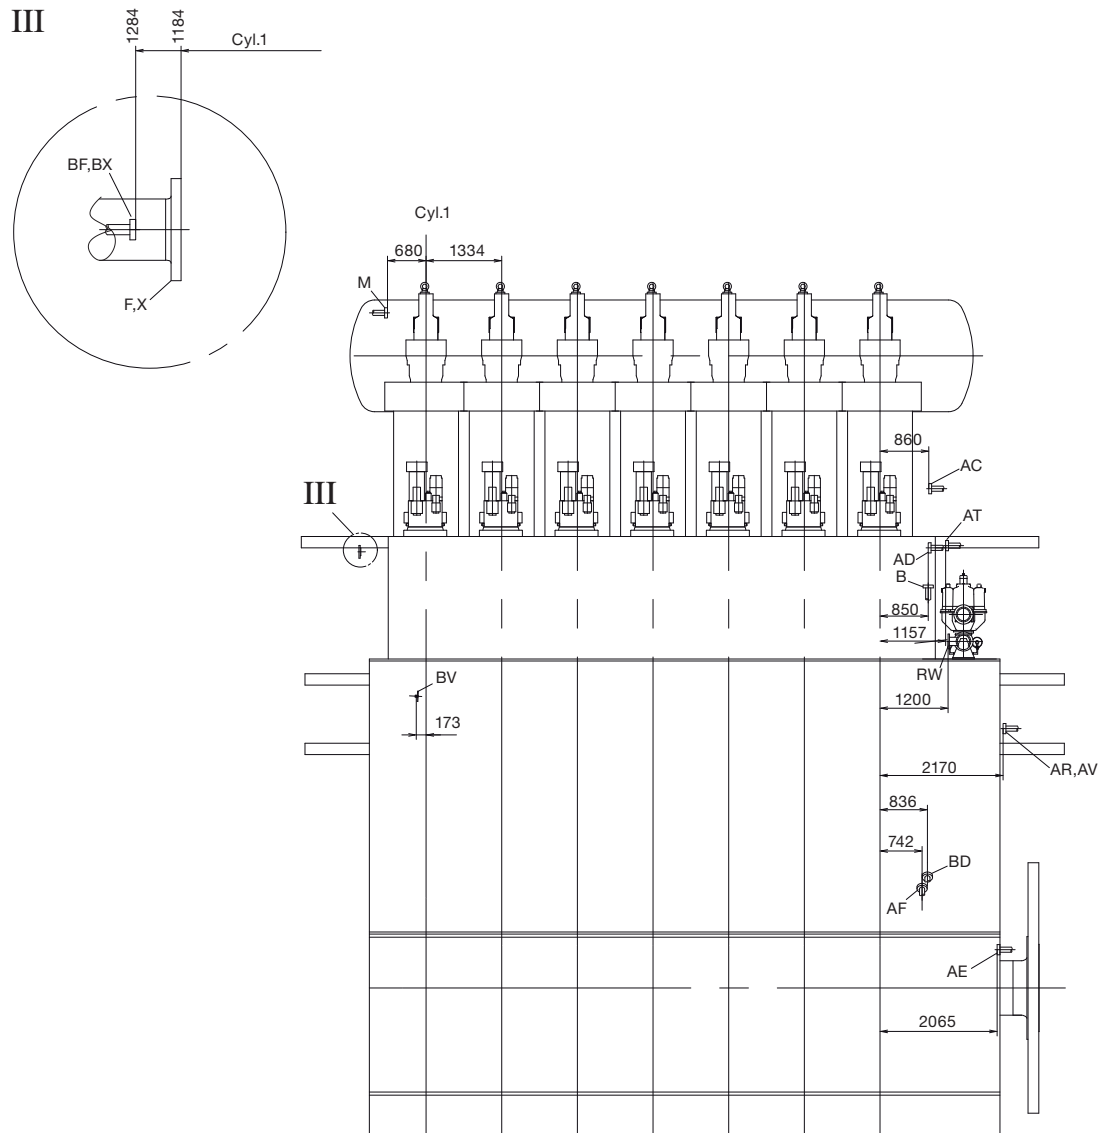 III
1284
1184
Cyl.1
BF,BX
F,X
Cyl.1
680
1334
M
860
AC
III
AT
AD
B
850
1157
RW
BV
1200
173
2170
AR,AV
836
742
BD
AF
AE
2065